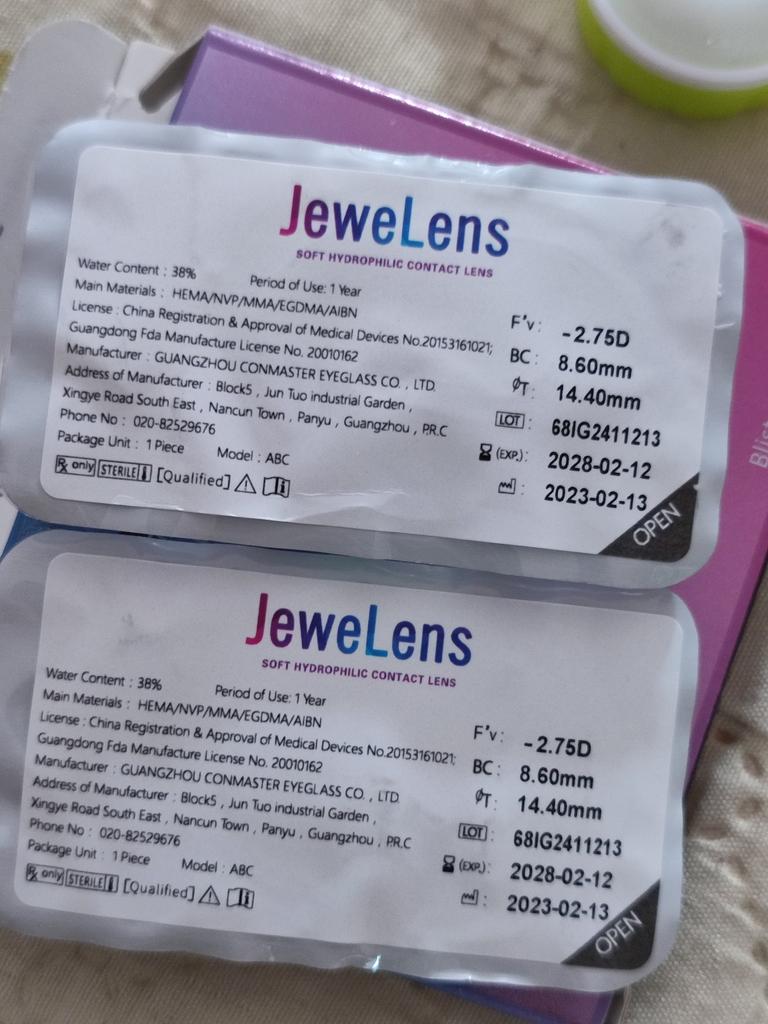 JeweLens
SOFT HYDROPHILIC CONTACT LENS
Water Content : 38% Period of Use: 1 Year
Main Materials : HEMA/NVP/MMA/EGDMA/AIBN
License : China Registration & Approval of Medical Devices No.20153161021;
Guangdong Fda Manufacture License No. 20010162
Manufacturer : GUANGZHOU CONMASTER EYEGLASS CO. , LTD
Address of Manufacturer : Block5 , Jun Tuo industrial Garden ,
Xingye Road South East , Nancun Town , Panyu , Guangzhou , P.R.C
Phone No : 020-82529676
Package Unit : 1 Piece Model : ABC
Rx only STERILE [Qualified]
F'v : -2.75D
BC : 8.60mm
øT : 14.40mm
LOT : 68IG2411213
(EXP.) : 2028-02-12
: 2023-02-13
OPEN
JeweLens
SOFT HYDROPHILIC CONTACT LENS
Water Content : 38% Period of Use: 1 Year
Main Materials : HEMA/NVP/MMA/EGDMA/AIBN
License : China Registration & Approval of Medical Devices No.20153161021;
Guangdong Fda Manufacture License No. 20010162
Manufacturer : GUANGZHOU CONMASTER EYEGLASS CO. , LTD
Address of Manufacturer : Block5 , Jun Tuo industrial Garden ,
Xingye Road South East , Nancun Town , Panyu , Guangzhou , P.R.C
Phone No : 020-82529676
Package Unit : 1 Piece Model : ABC
Rx only STERILE [Qualified]
F'v : -2.75D
BC : 8.60mm
øT : 14.40mm
LOT : 68IG2411213
(EXP.) : 2028-02-12
: 2023-02-13
OPEN